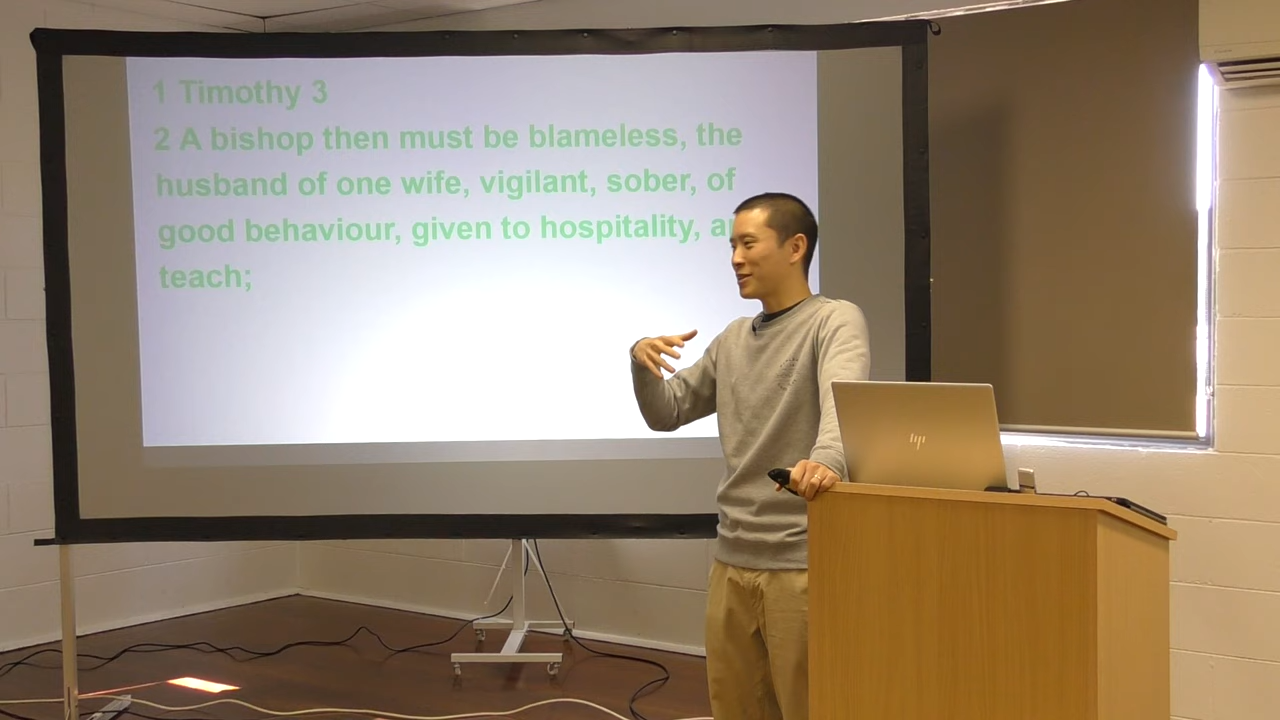 1 Timothy 3
2 A bishop then must be blameless, the
husband of one wife, vigilant, sober, of
good behaviour, given to hospitality,
teach;
hp